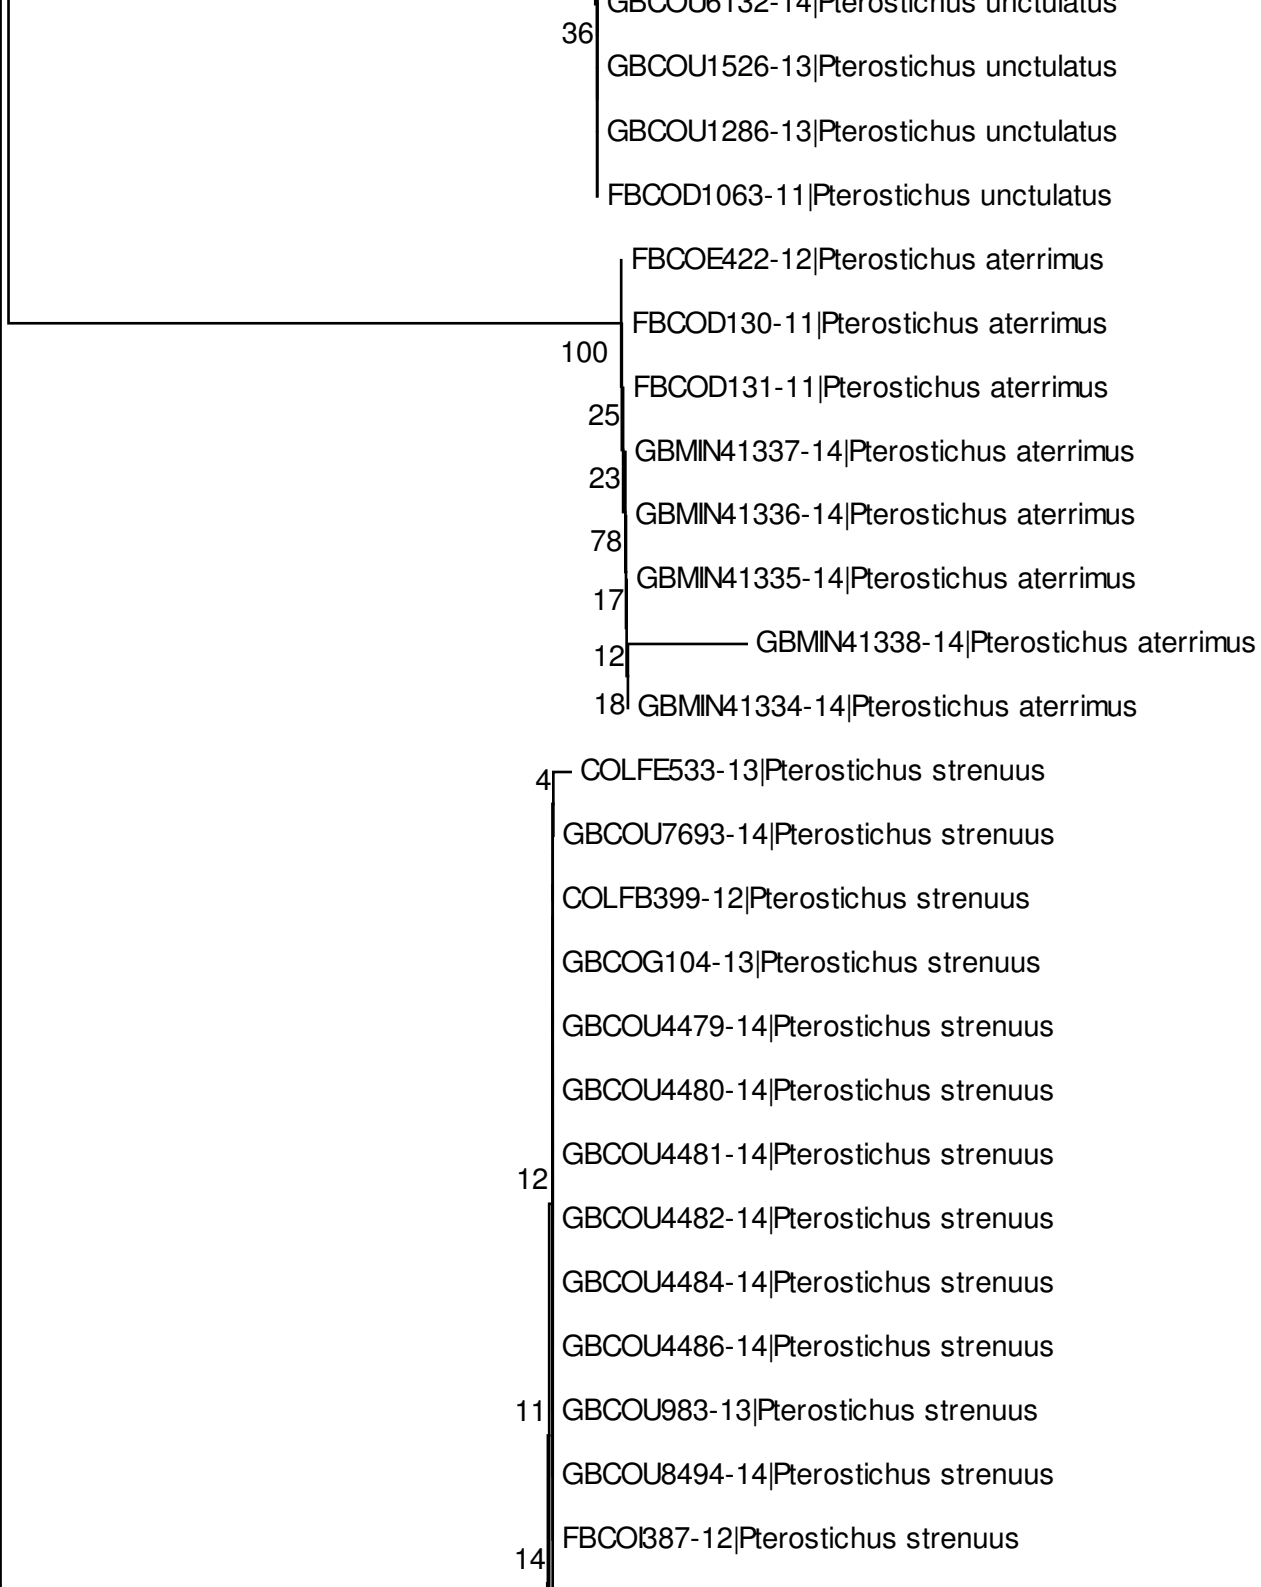 GBCOU6132-14|Pterostichus unctulatus
36
GBCOU1526-13|Pterostichus unctulatus
GBCOU1286-13|Pterostichus unctulatus
FBCOD1063-11|Pterostichus unctulatus
FBCOE422-12|Pterostichus aterrimus
FBCOD130-11|Pterostichus aterrimus
100
FBCOD131-11|Pterostichus aterrimus
25
GBMIN41337-14|Pterostichus aterrimus
23
GBMIN41336-14|Pterostichus aterrimus
78
GBMIN41335-14|Pterostichus aterrimus
17
GBMIN41338-14|Pterostichus aterrimus
12
18 GBMIN41334-14|Pterostichus aterrimus
4 COLFE533-13|Pterostichus strenuus
GBCOU7693-14|Pterostichus strenuus
COLFB399-12|Pterostichus strenuus
GBCOG104-13|Pterostichus strenuus
GBCOU4479-14|Pterostichus strenuus
GBCOU4480-14|Pterostichus strenuus
GBCOU4481-14|Pterostichus strenuus
12
GBCOU4482-14|Pterostichus strenuus
GBCOU4484-14|Pterostichus strenuus
GBCOU4486-14|Pterostichus strenuus
11 GBCOU983-13|Pterostichus strenuus
GBCOU8494-14|Pterostichus strenuus
FBCOI387-12|Pterostichus strenuus
14